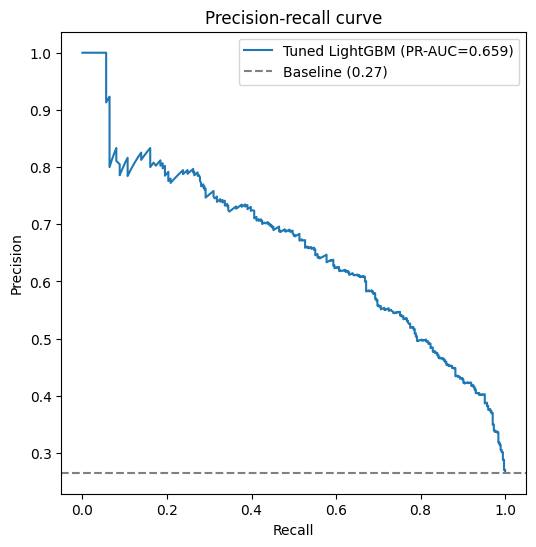 Precision-recall curve
Tuned LightGBM (PR-AUC=0.659)
Baseline (0.27)
Precision
1.0
0.9
0.8
0.7
0.6
0.5
0.4
0.3
0.0 0.2 0.4 0.6 0.8 1.0
Recall